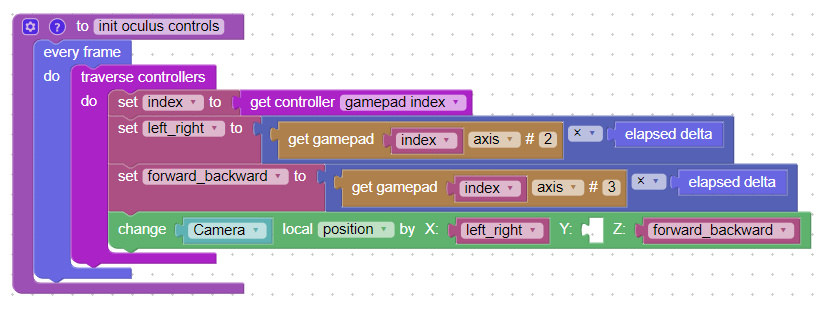 ? to init oculus controls
every frame
do traverse controllers
do set index to get controller gamepad index
set left_right to get gamepad index axis # 2 × elapsed delta
set forward_backward to get gamepad index axis # 3 × elapsed delta
change Camera local position by X: left_right Y: Z: forward_backward